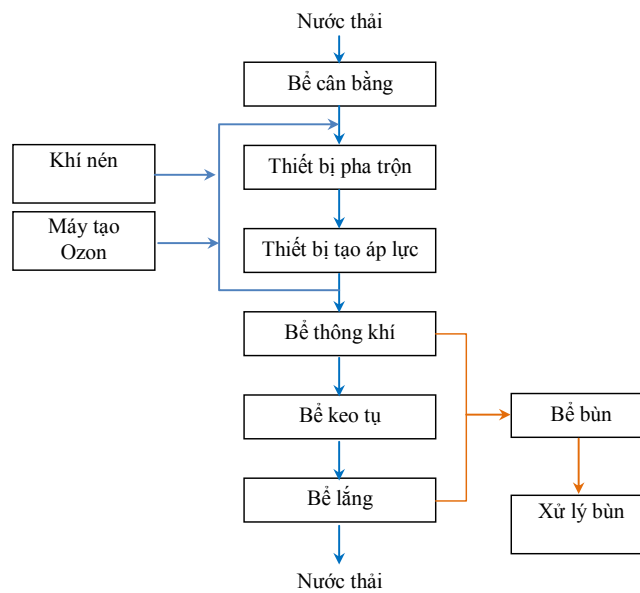 Nước thải
Bể cân bằng
Khí nén
Thiết bị pha trộn
Máy tạo
Ozon
Thiết bị tạo áp lực
Bể thông khí
Bể keo tụ
Bể bùn
Bể lắng
Xử lý bùn
Nước thải